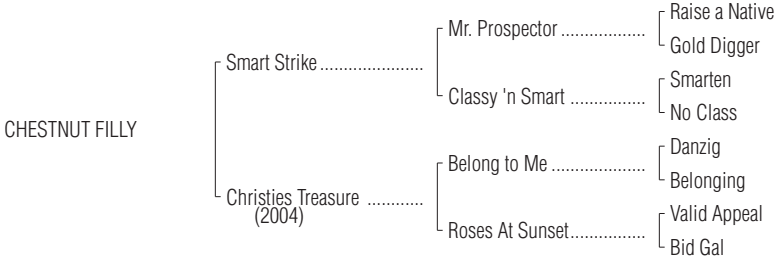 Raise a Native
Mr. Prospector ..................
Gold Digger
Smart Strike ......................
Smarten
Classy 'n Smart ................
No Class
CHESTNUT FILLY
Danzig
Belong to Me ....................
Belonging
Christies Treasure ............
(2004)
Valid Appeal
Roses At Sunset................
Bid Gal